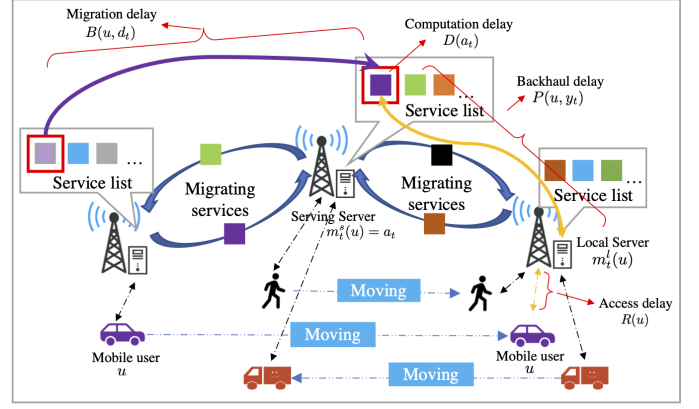 Migration delay
B(u, d_t)
Computation delay
D(a_t)
Backhaul delay
P(u, y_t)
...
Service list
...
Service list
...
Service list
Migrating
services
Migrating
services
Serving Server
m_t^s(u) = a_t
Local Server
m_t^l(u)
Access delay
R(u)
Moving
Moving
Moving
Mobile user
u
Mobile user
u